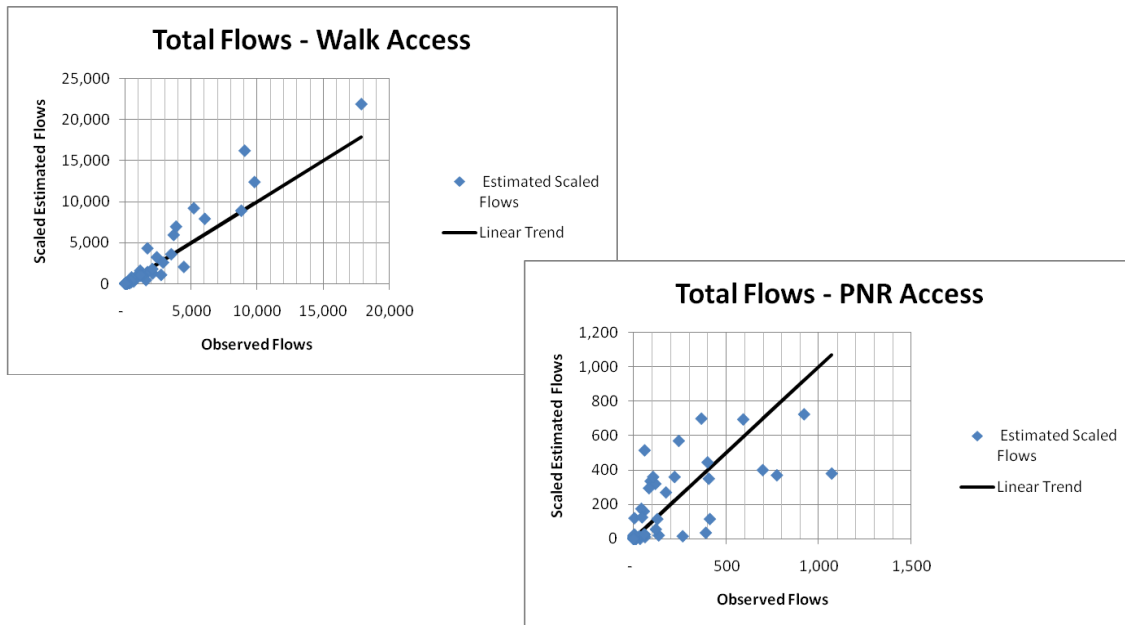 Total Flows - Walk Access
25,000
20,000
15,000
10,000
5,000
0
Scaled Estimated Flows
-
5,000
10,000
15,000
20,000
Observed Flows
Estimated Scaled
Flows
Linear Trend
Total Flows - PNR Access
1,200
1,000
800
600
400
200
0
Scaled Estimated Flows
-
500
1,000
1,500
Observed Flows
Estimated Scaled
Flows
Linear Trend